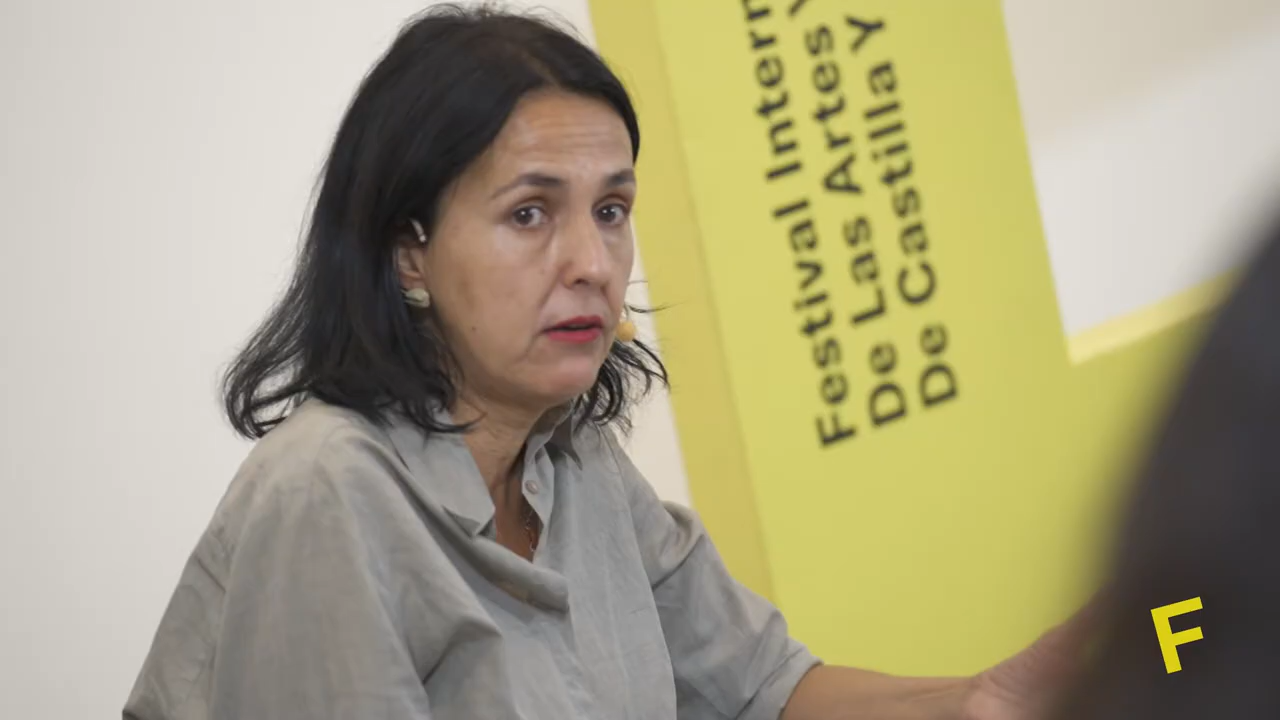 Festival Intern
De Las Artes Y
De Castilla Y
F